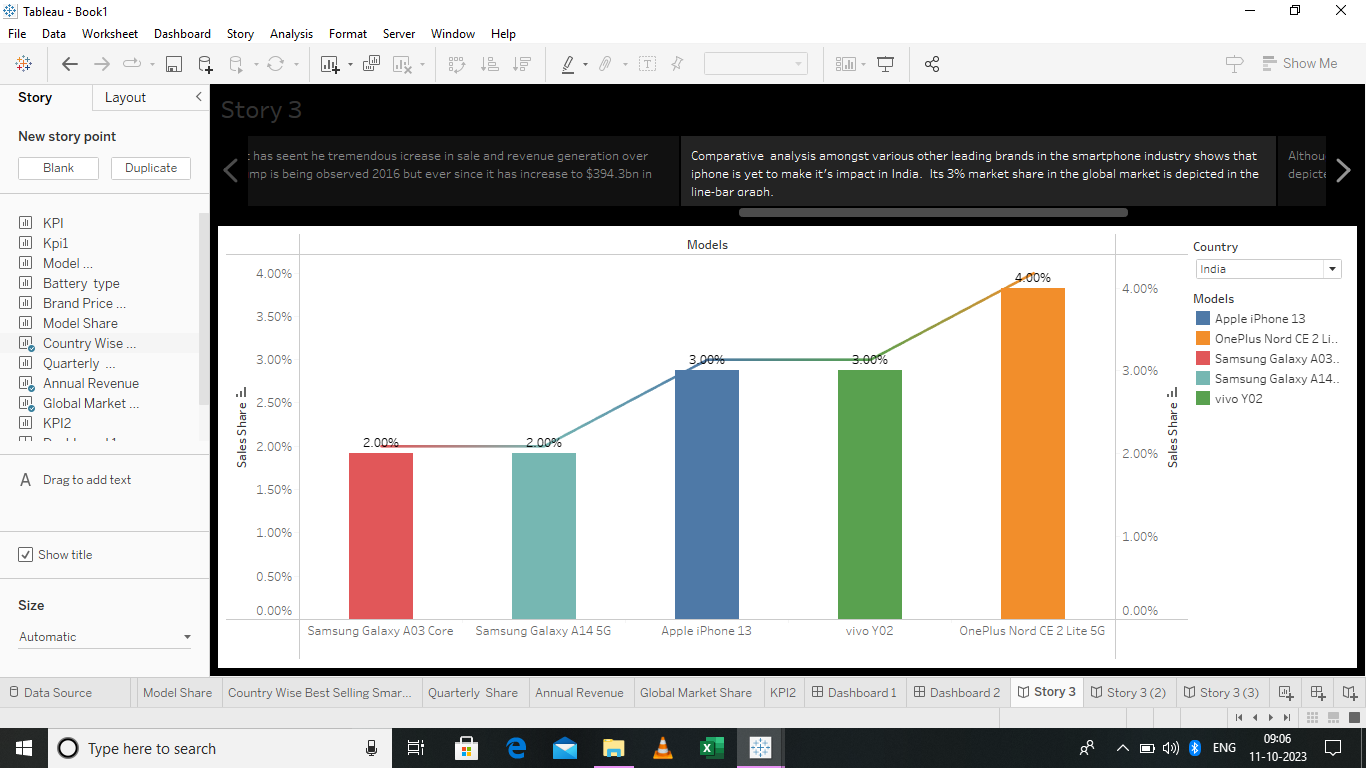 Tableau - Book1
File Data Worksheet Dashboard Story Analysis Format Server Window Help
Show Me
Story Layout
New story point
Blank Duplicate
KPI
Kpi1
Model ...
Battery type
Brand Price ...
Model Share
Country Wise ...
Quarterly ...
Annual Revenue
Global Market ...
KPI2
A Drag to add text
Show title
Size
Automatic
Story 3
has seent he tremendous icrease in sale and revenue generation over
mp is being observed 2016 but ever since it has increase to $394.3bn in
Comparative analysis amongst various other leading brands in the smartphone industry shows that
iphone is yet to make it's impact in India. Its 3% market share in the global market is depicted in the
line-bar graph.
Althou
depicte
Models
Sales Share
4.00%
3.50%
3.00%
2.50%
2.00%
1.50%
1.00%
0.50%
0.00%
2.00%
2.00%
3.00%
3.00%
4.00%
Samsung Galaxy A03 Core
Samsung Galaxy A14 5G
Apple iPhone 13
vivo Y02
OnePlus Nord CE 2 Lite 5G
4.00%
3.00%
2.00%
1.00%
0.00%
Sales Share
Country
India
Models
Apple iPhone 13
OnePlus Nord CE 2 Li..
Samsung Galaxy A03..
Samsung Galaxy A14..
vivo Y02
Data Source Model Share Country Wise Best Selling Smar... Quarterly Share Annual Revenue Global Market Share KPI2 Dashboard 1 Dashboard 2 Story 3 Story 3 (2) Story 3 (3)
Type here to search
ENG
09:06
11-10-2023